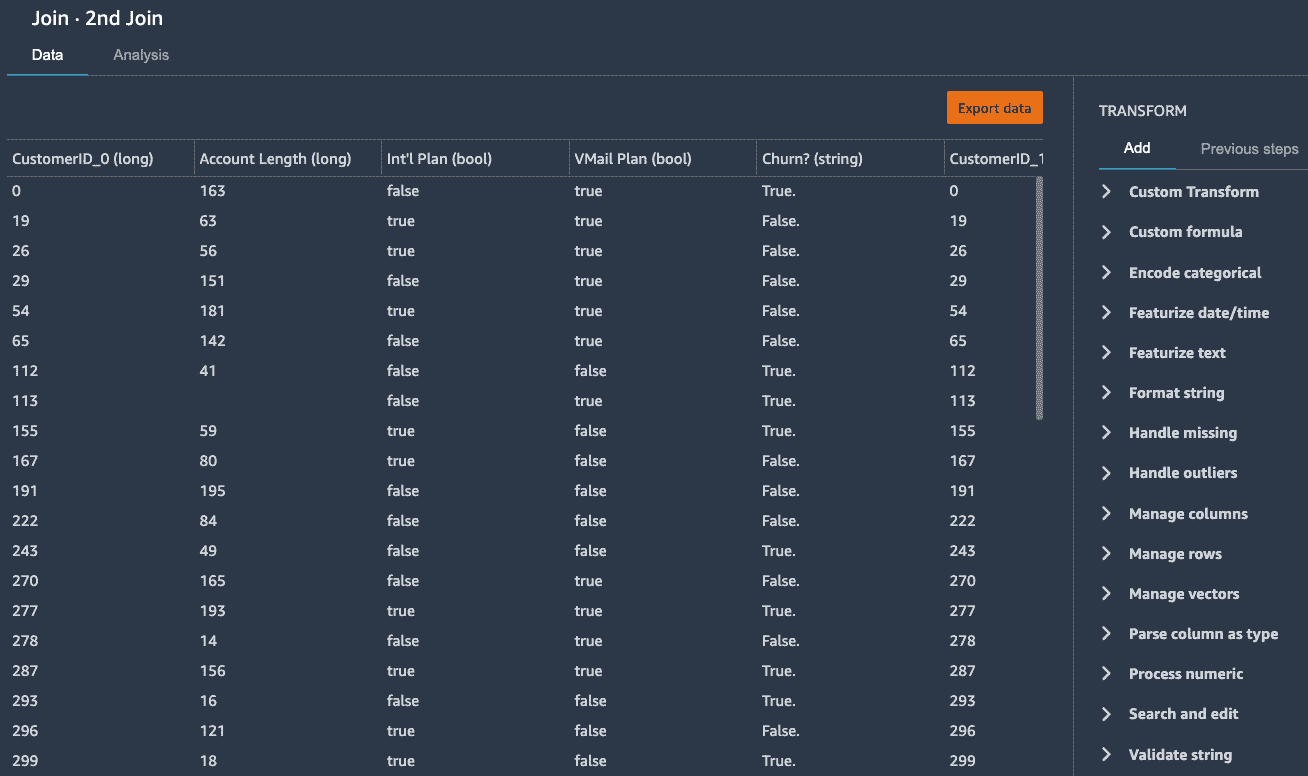 Join · 2nd Join
Data Analysis
Export data
CustomerID_0 (long) Account Length (long) Int'l Plan (bool) VMail Plan (bool) Churn? (string) CustomerID_1
0 163 false true True. 0
19 63 true true False. 19
26 56 true true False. 26
29 151 false true False. 29
54 181 true true False. 54
65 142 false true False. 65
112 41 false false True. 112
113 false true True. 113
155 59 true false True. 155
167 80 true false False. 167
191 195 false false False. 191
222 84 false false False. 222
243 49 false false True. 243
270 165 false true False. 270
277 193 true true True. 277
278 14 false true False. 278
287 156 true true True. 287
293 16 false false True. 293
296 121 true false False. 296
299 18 true false True. 299
TRANSFORM
Add Previous steps
Custom Transform
Custom formula
Encode categorical
Featurize date/time
Featurize text
Format string
Handle missing
Handle outliers
Manage columns
Manage rows
Manage vectors
Parse column as type
Process numeric
Search and edit
Validate string